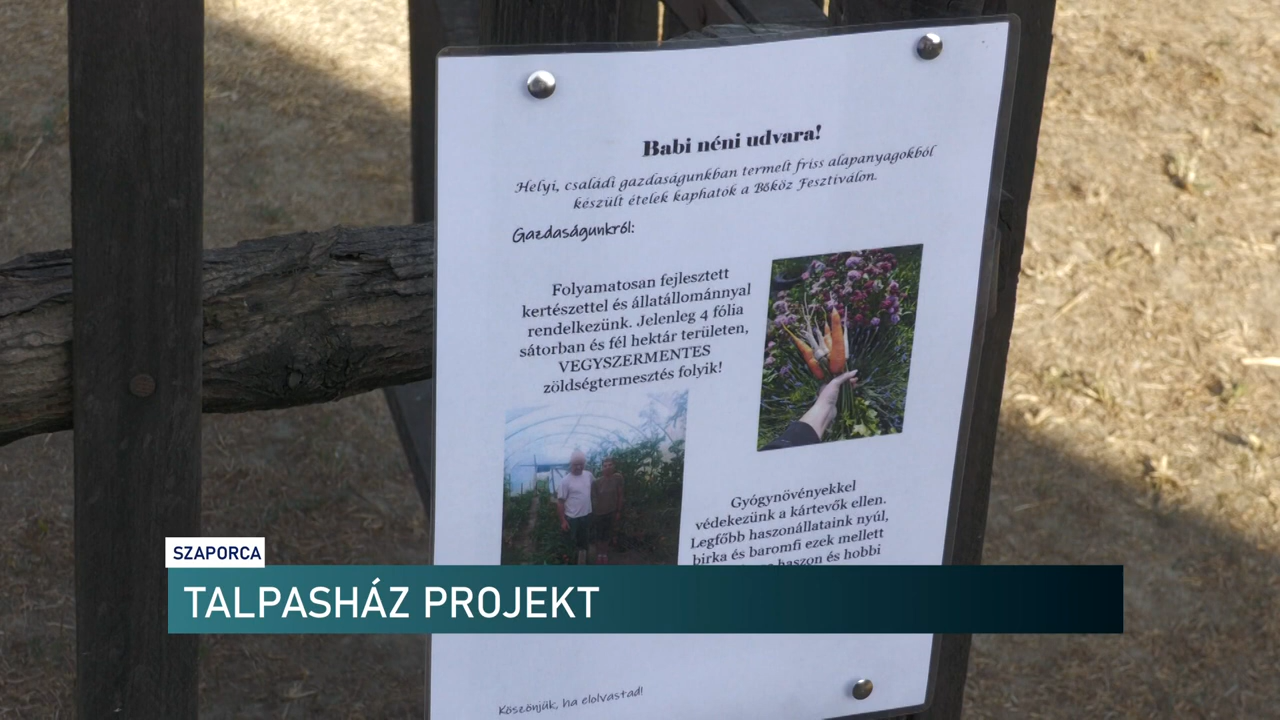 Babi néni udvara!
Helyi, családi gazdaságunkban termelt friss alapanyagokból
készült ételek kaphatók a Bőköz Fesztiválon.
Gazdaságunkról:
Folyamatosan fejlesztett
kertészettel és állatállománnyal
rendelkezünk. Jelenleg 4 fólia
sátorban és fél hektár területen,
VEGYSZERMENTES
zöldségtermesztés folyik!
Gyógynövényekkel
védekezünk a kártevők ellen.
Legfőbb haszonállataink nyúl,
birka és baromfi ezek mellett
haszon és hobbi
SZAPORCA
TALPASHÁZ PROJEKT
Köszönjük, ha elolvastad!